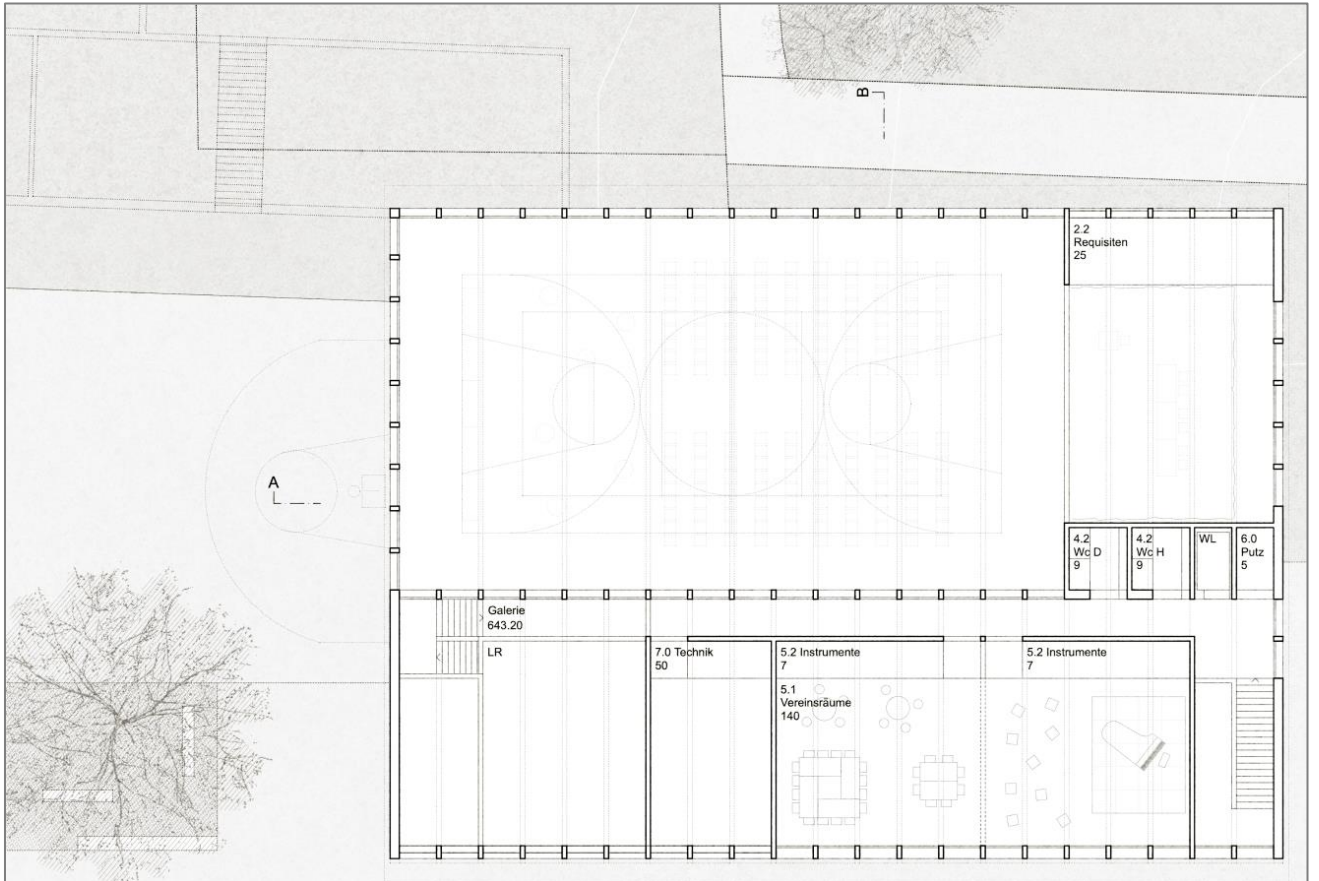 B
2.2
Requisiten
25
A
4.2
Wc D
9
4.2
Wc H
9
WL
6.0
Putz
5
Galerie
643.20
LR
7.0 Technik
50
5.2 Instrumente
7
5.2 Instrumente
7
5.1
Vereinsräume
140